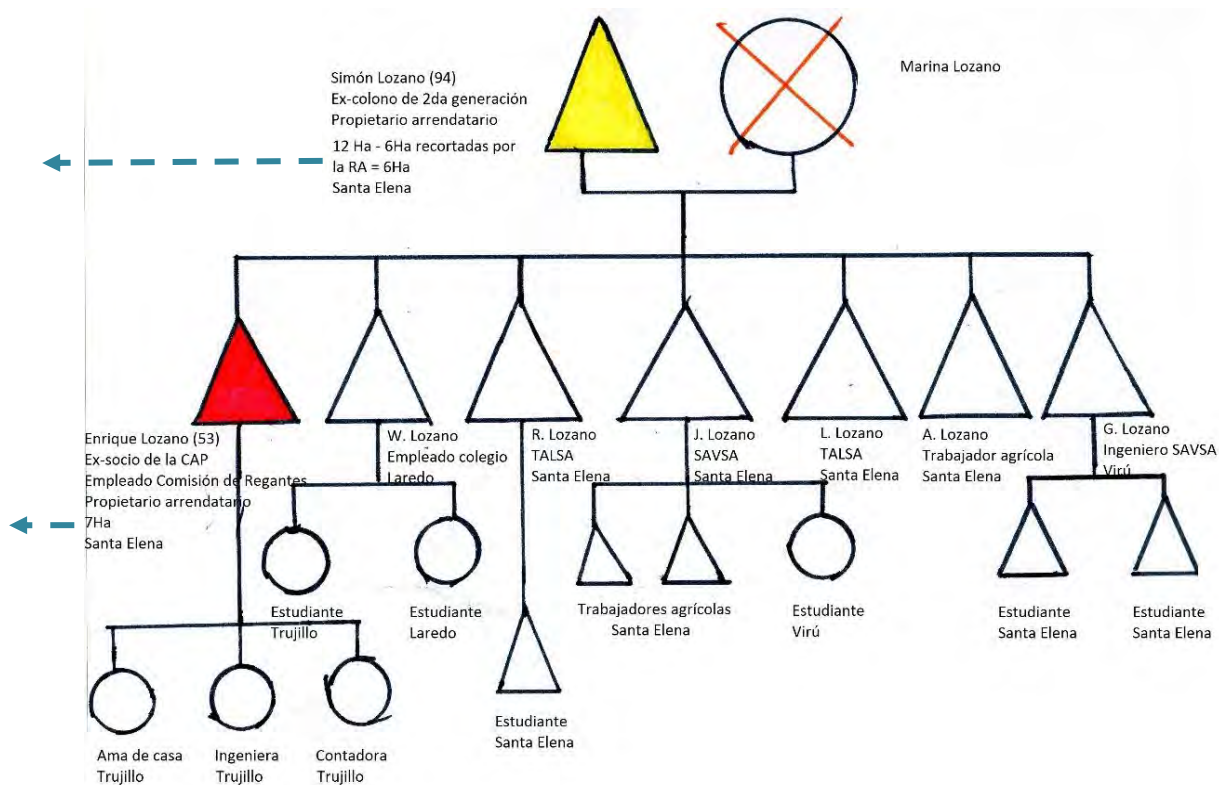 Simón Lozano (94)
Ex-colono de 2da generación
Propietario arrendatario
12 Ha - 6Ha recortadas por
la RA = 6Ha
Santa Elena
Marina Lozano
Enrique Lozano (53)
Ex-socio de la CAP
Empleado Comisión de Regantes
Propietario arrendatario
7Ha
Santa Elena
W. Lozano
Empleado colegio
Laredo
R. Lozano
TALSA
Santa Elena
J. Lozano
SAVSA
Santa Elena
L. Lozano
TALSA
Santa Elena
A. Lozano
Trabajador agrícola
Santa Elena
G. Lozano
Ingeniero SAVSA
Virú
Estudiante
Trujillo
Estudiante
Laredo
Trabajadores agrícolas
Santa Elena
Estudiante
Virú
Estudiante
Santa Elena
Estudiante
Santa Elena
Estudiante
Santa Elena
Ama de casa
Trujillo
Ingeniera
Trujillo
Contadora
Trujillo